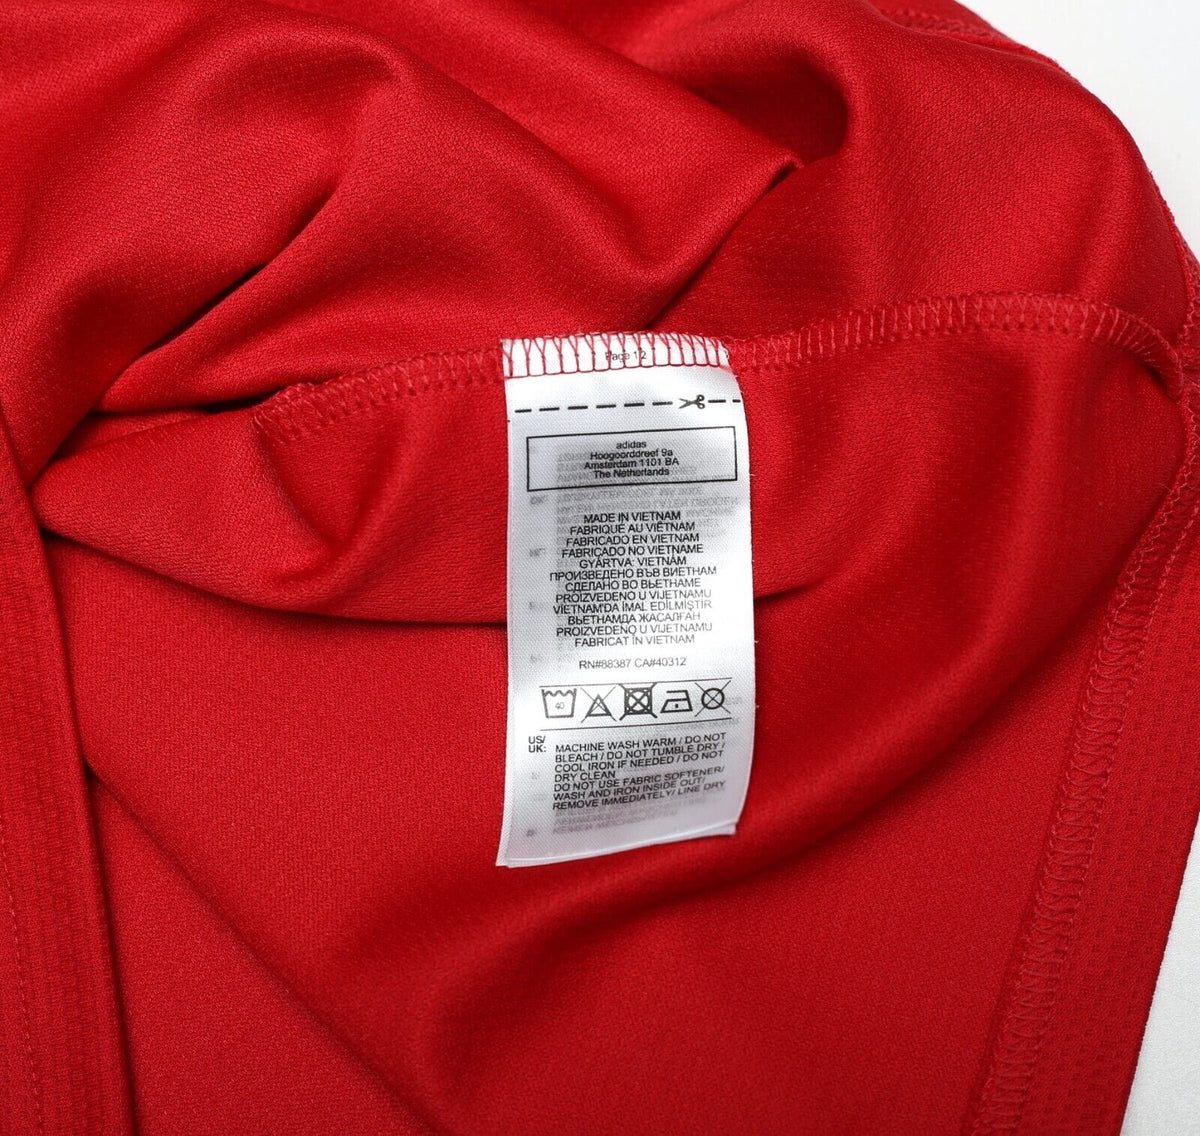 Page 12
adidas
Hoogoorddreef 9a
Amsterdam 1101 BA
The Netherlands
MADE IN VIETNAM
FABRIQUÉ AU VIÊTNAM
FABRICADO EN VIETNAM
FABRICADO NO VIETNAME
GYÁRTVA: VIETNÁM
ПРОИЗВЕДЕНО ВЪВ ВИЕТНАМ
СДЕЛАНО ВО ВЬЕТНАМЕ
PROIZVEDENO U VIJETNAMU
VIETNAM'DA İMAL EDİLMİŞTİR
ВЬЕТНАМДА ЖАСАЛҒАН
PROIZVEDENO U VIJETNAMU
FABRICAT ÎN VIETNAM
RN#88387 CA#40312
40
US/
UK: MACHINE WASH WARM / DO NOT
BLEACH / DO NOT TUMBLE DRY /
COOL IRON IF NEEDED / DO NOT
DRY CLEAN
DO NOT USE FABRIC SOFTENER/
WASH AND IRON INSIDE OUT/
REMOVE IMMEDIATELY/ LINE DRY